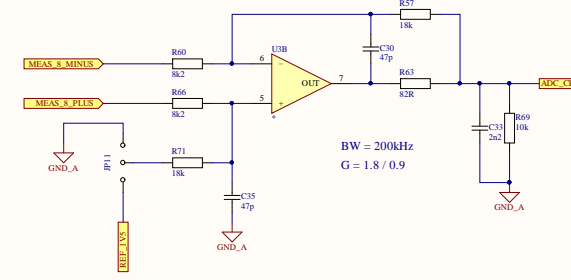 R57
18k
C30
47p
R60
8k2
U3B
MEAS_8_MINUS
6
OUT
7
R63
82R
ADC_C
R66
8k2
MEAS_8_PLUS
5
C33
2n2
R69
10k
BW = 200kHz
G = 1.8 / 0.9
JP11
R71
18k
GND_A
C35
47p
GND_A
GND_A
REF_1V5